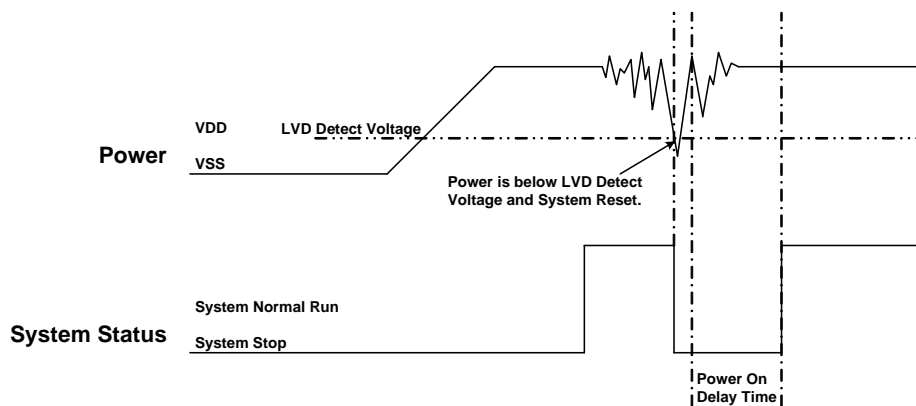 VDD
LVD Detect Voltage
Power
VSS
Power is below LVD Detect
Voltage and System Reset.
System Normal Run
System Status
System Stop
Power On
Delay Time